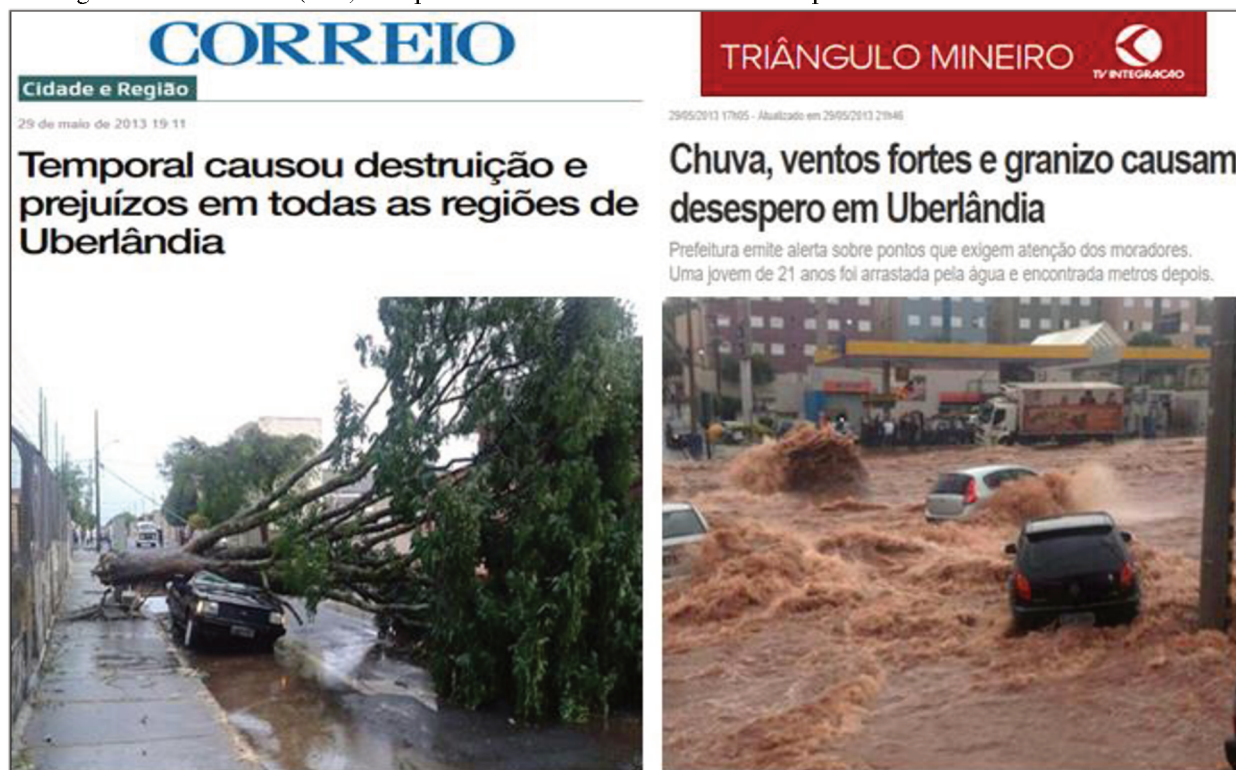 CORREIO
Cidade e Região
29 de maio de 2013 19:11
Temporal causou destruição e
prejuízos em todas as regiões de
Uberlândia
TRIÂNGULO MINEIRO
TV INTEGRACAO
29/05/2013 17h05 - Atualizado em 29/05/2013 21h46
Chuva, ventos fortes e granizo causam
desespero em Uberlândia
Prefeitura emite alerta sobre pontos que exigem atenção dos moradores.
Uma jovem de 21 anos foi arrastada pela água e encontrada metros depois.